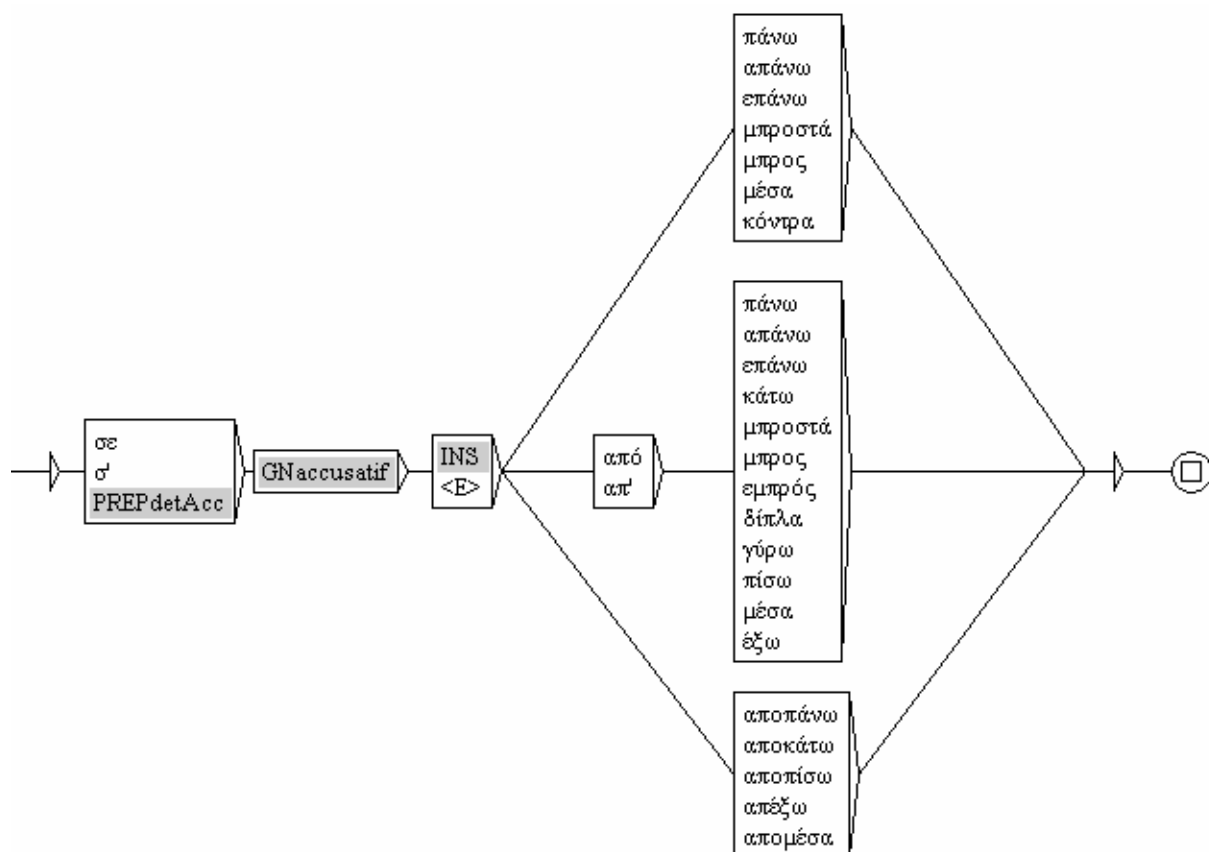 σε
σ'
PREPdetAcc
GNaccusatif
INS
<E>
πάνω
απάνω
επάνω
μπροστά
μπρος
μέσα
κόντρα
από
απ'
πάνω
απάνω
επάνω
κάτω
μπροστά
μπρος
εμπρός
δίπλα
γύρω
πίσω
μέσα
έξω
αποπάνω
αποκάτω
αποπίσω
απέξω
απομέσα